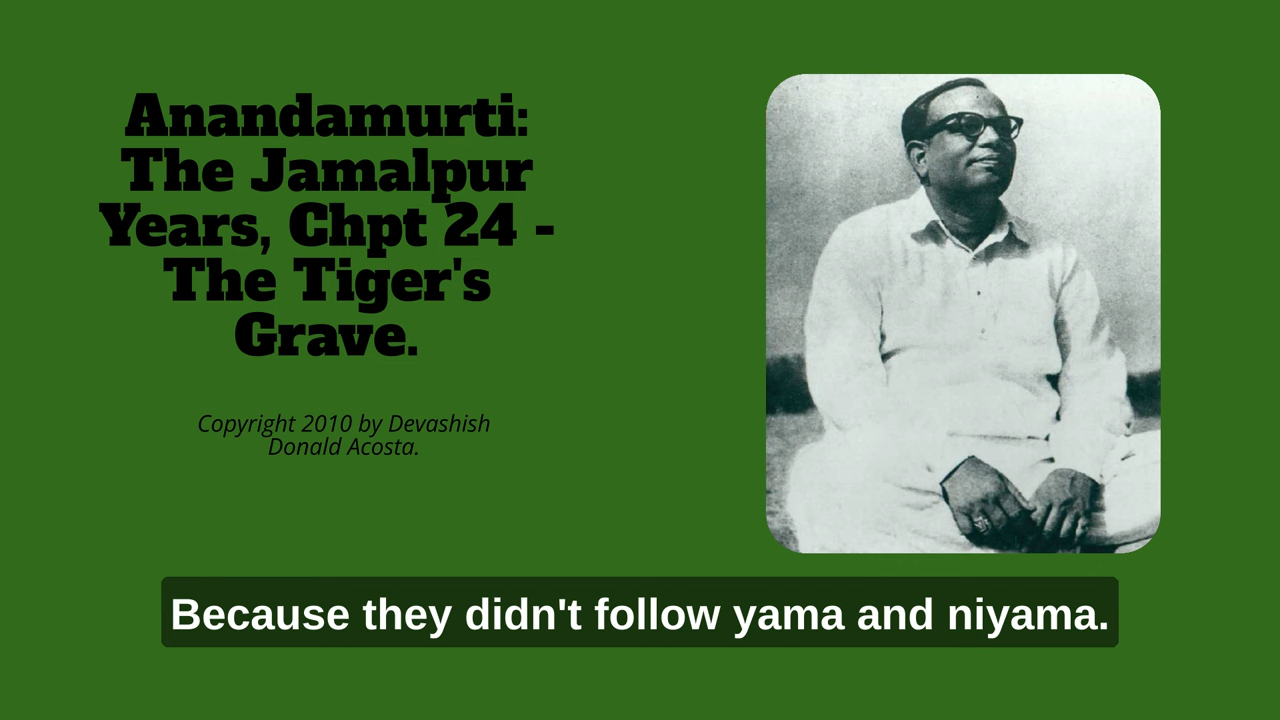 Anandamurti:
The Jamalpur
Years, Chpt 24 -
The Tiger's
Grave.
Copyright 2010 by Devashish
Donald Acosta.
Because they didn't follow yama and niyama.